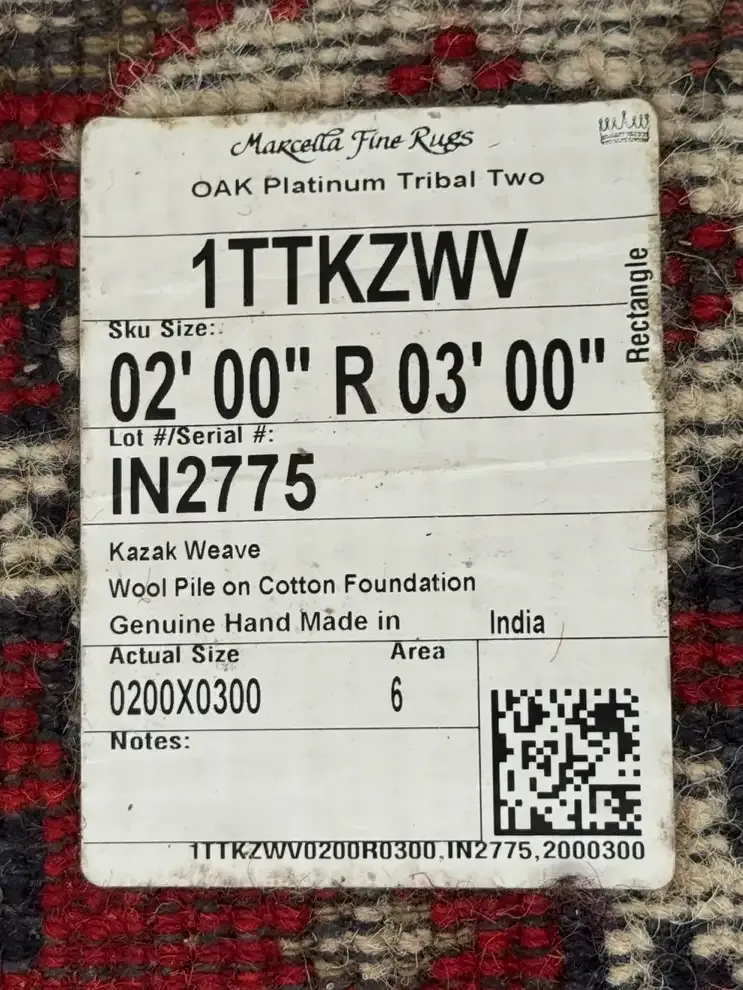 Marcella Fine Rugs
OAK Platinum Tribal Two
1TTKZWV
Rectangle
Sku Size:
02' 00" R 03' 00"
Lot #/Serial #:
IN2775
Kazak Weave
Wool Pile on Cotton Foundation
Genuine Hand Made in India
Actual Size Area
0200X0300 6
Notes:
1TTKZWV0200R0300,IN2775,2000300